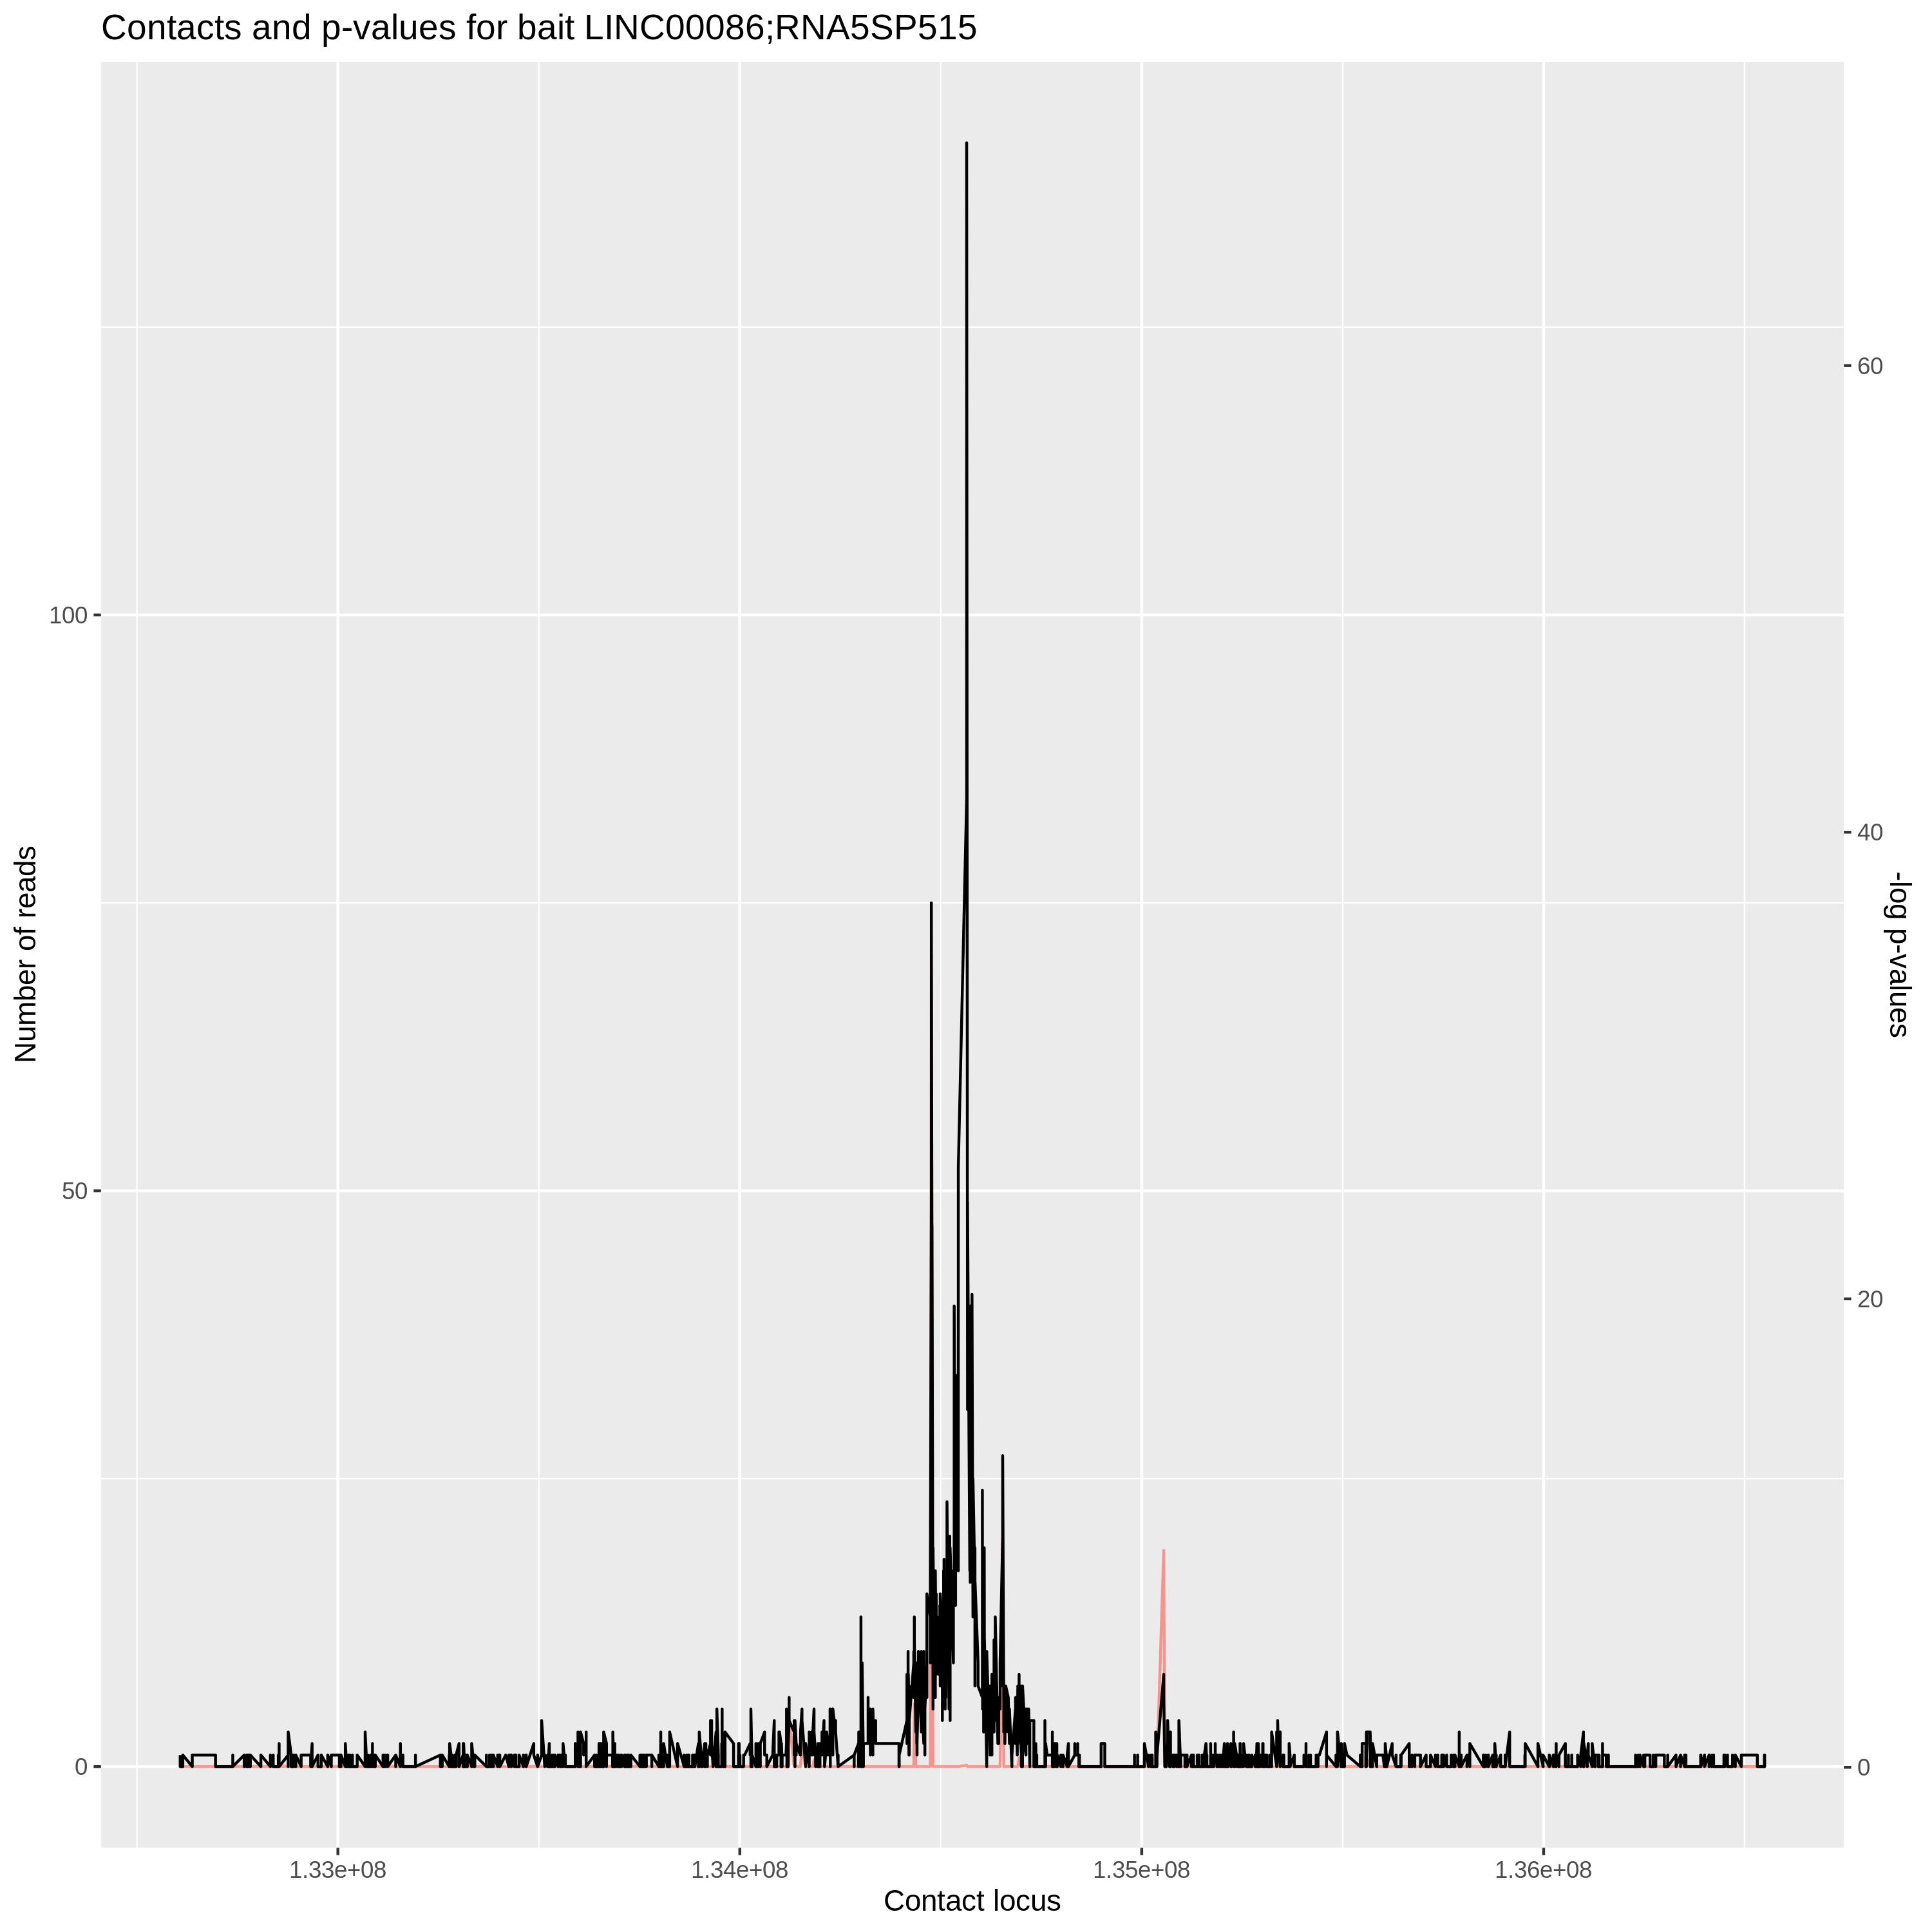 Contacts and p-values for bait LINC00086;RNA5SP515
Number of reads
100
50
0
60
40
20
0
-log p-values
1.33e+08
1.34e+08
1.35e+08
1.36e+08
Contact locus